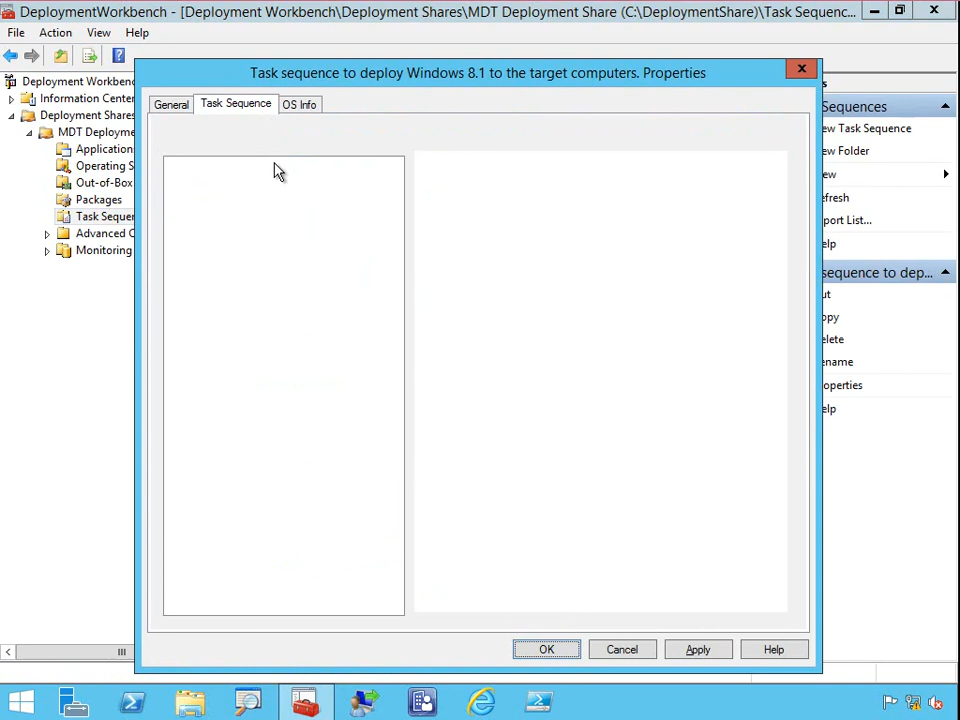 DeploymentWorkbench - [Deployment Workbench\Deployment Shares\MDT Deployment Share (C:\DeploymentShare)\Task Sequenc...
File Action View Help
Task sequence to deploy Windows 8.1 to the target computers. Properties
General Task Sequence OS Info
Deployment Workbenc
Information Center
Deployment Shares
MDT Deployme
Applications
Operating S
Out-of-Box
Packages
Task Sequen
Advanced C
Monitoring
s
Sequences
ew Task Sequence
ew Folder
ew
efresh
port List...
elp
sequence to dep...
ut
opy
elete
ename
operties
elp
OK Cancel Apply Help